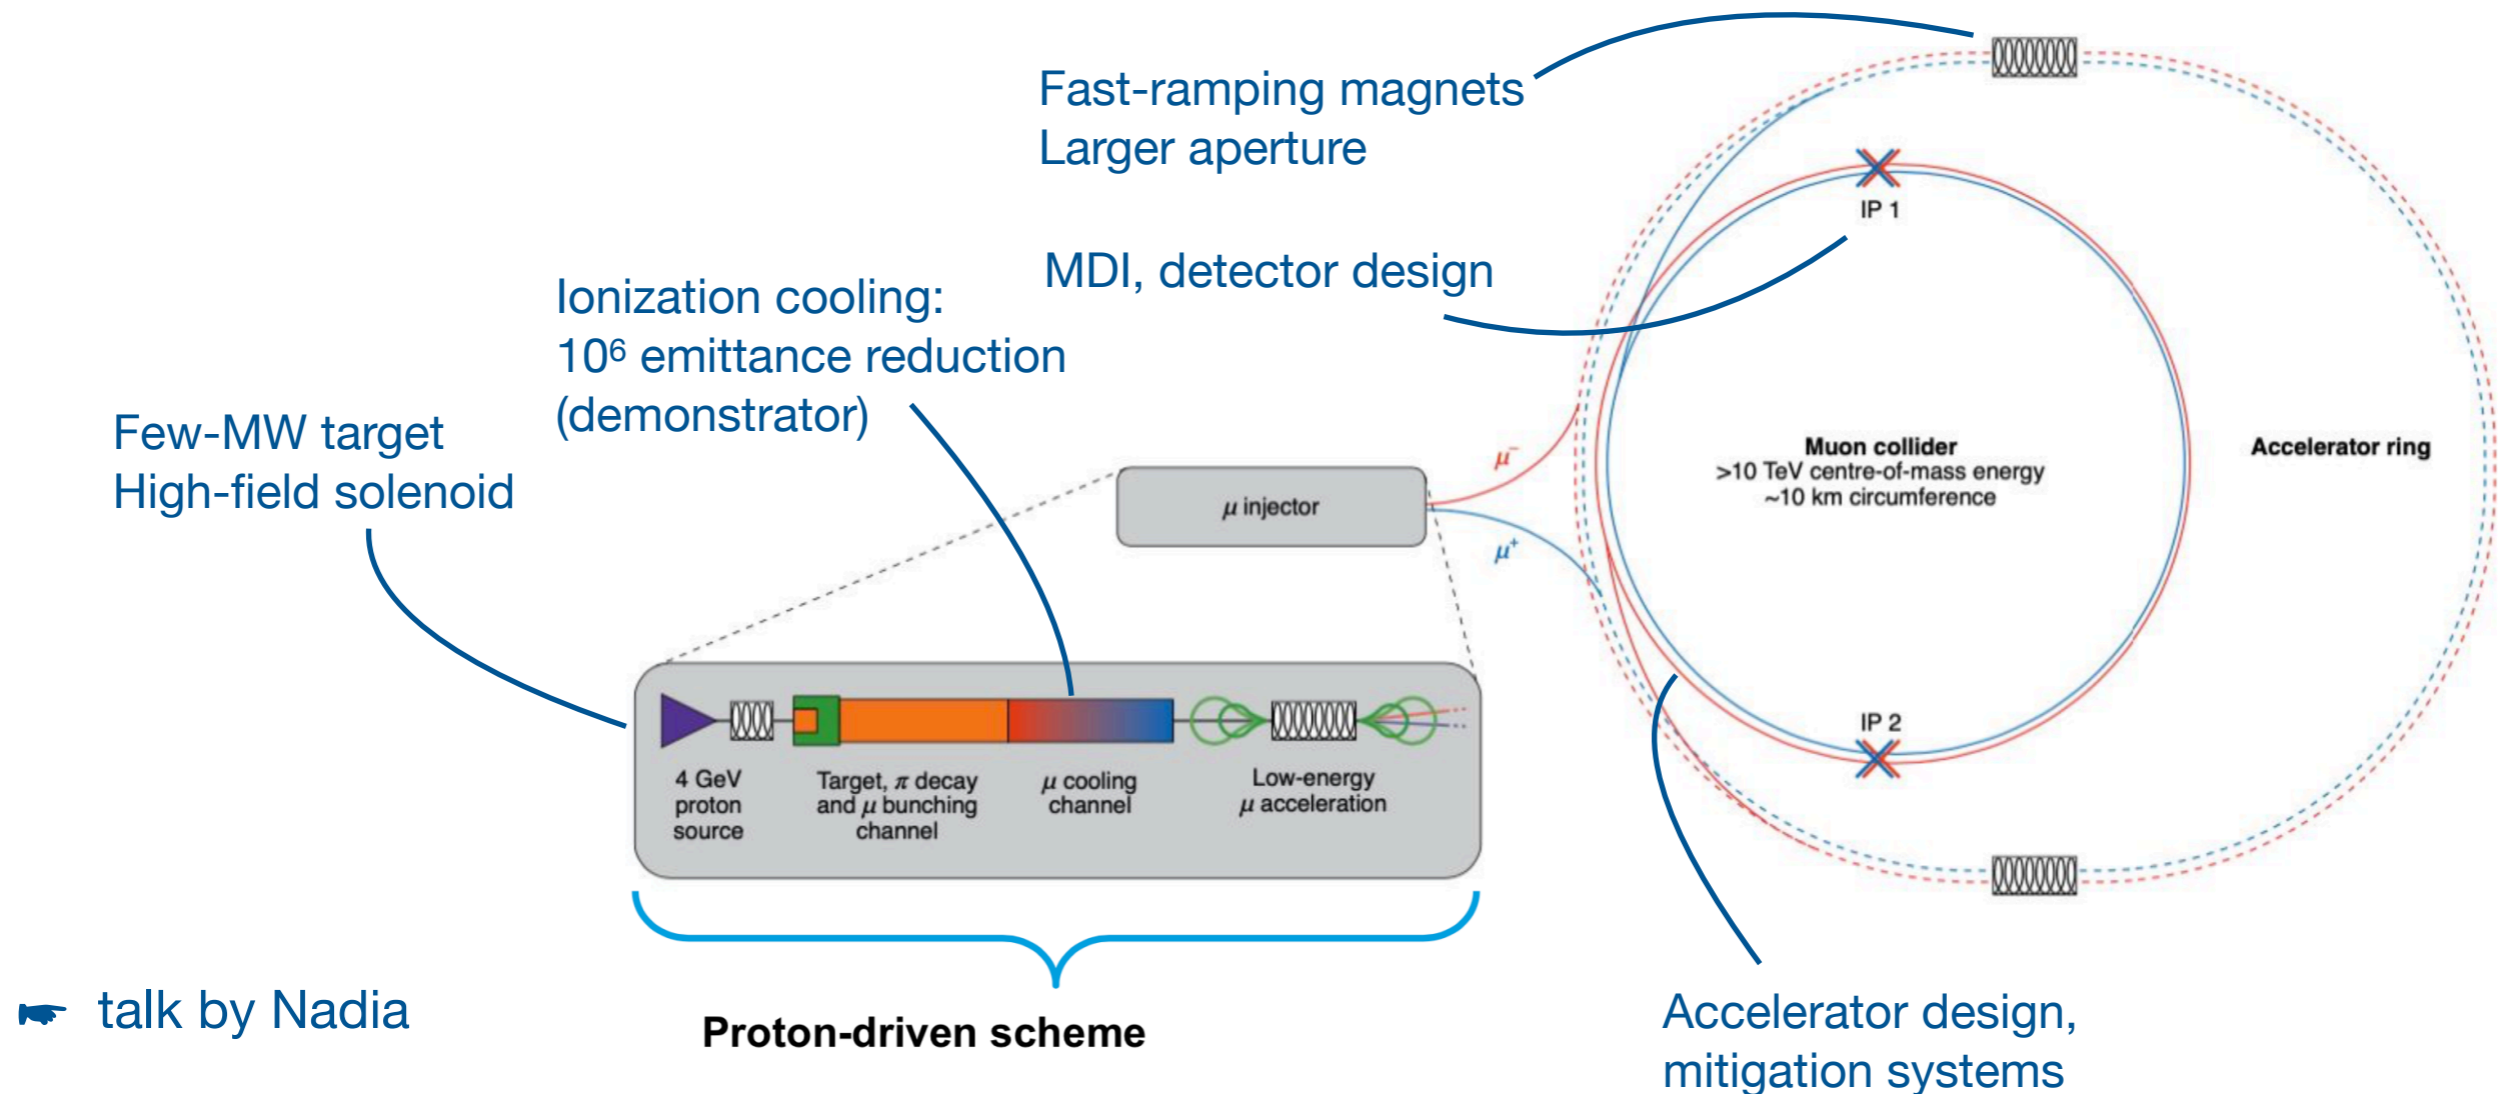 Fast-ramping magnets
Larger aperture
MDI, detector design
Ionization cooling:
10⁶ emittance reduction
(demonstrator)
Few-MW target
High-field solenoid
IP 1
Muon collider
>10 TeV centre-of-mass energy
~10 km circumference
Accelerator ring
μ⁻
μ injector
μ⁺
IP 2
4 GeV
proton
source
Target, π decay
and μ bunching
channel
μ cooling
channel
Low-energy
μ acceleration
☛ talk by Nadia
Proton-driven scheme
Accelerator design,
mitigation systems